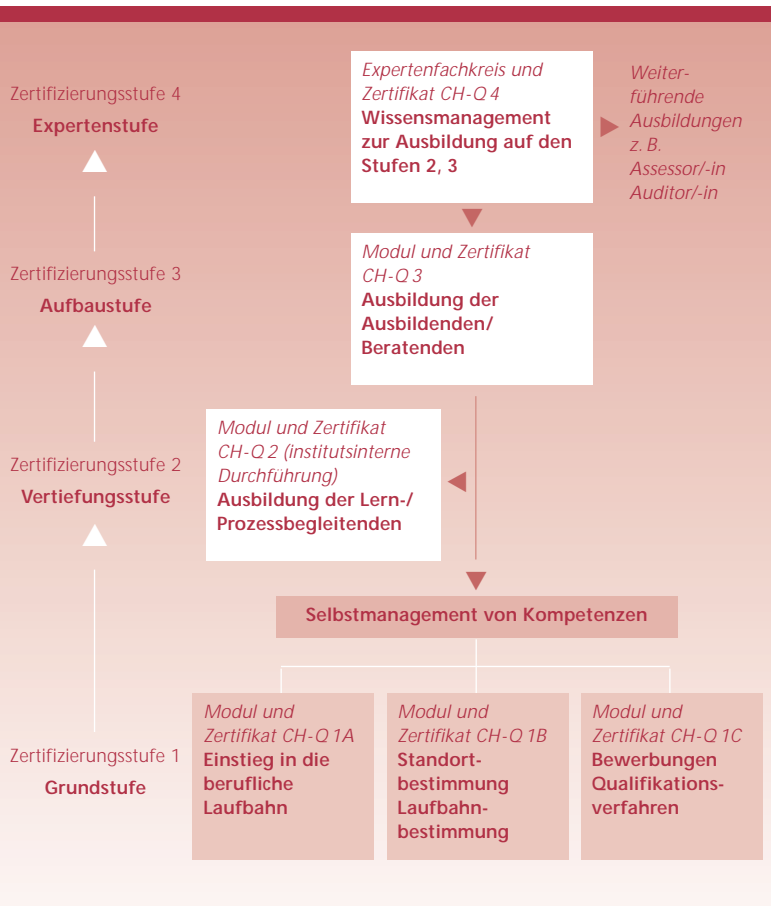 Zertifizierungsstufe 4
Expertenstufe
Expertenfachkreis und
Zertifikat CH-Q 4
Wissensmanagement
zur Ausbildung auf den
Stufen 2, 3
Weiter-
führende
Ausbildungen
z. B.
Assessor/-in
Auditor/-in
Zertifizierungsstufe 3
Aufbaustufe
Modul und Zertifikat
CH-Q 3
Ausbildung der
Ausbildenden/
Beratenden
Zertifizierungsstufe 2
Vertiefungsstufe
Modul und Zertifikat
CH-Q 2 (institutsinterne
Durchführung)
Ausbildung der Lern-/
Prozessbegleitenden
Selbstmanagement von Kompetenzen
Zertifizierungsstufe 1
Grundstufe
Modul und
Zertifikat CH-Q 1A
Einstieg in die
berufliche
Laufbahn
Modul und
Zertifikat CH-Q 1B
Standort-
bestimmung
Laufbahn-
bestimmung
Modul und
Zertifikat CH-Q 1C
Bewerbungen
Qualifikations-
verfahren